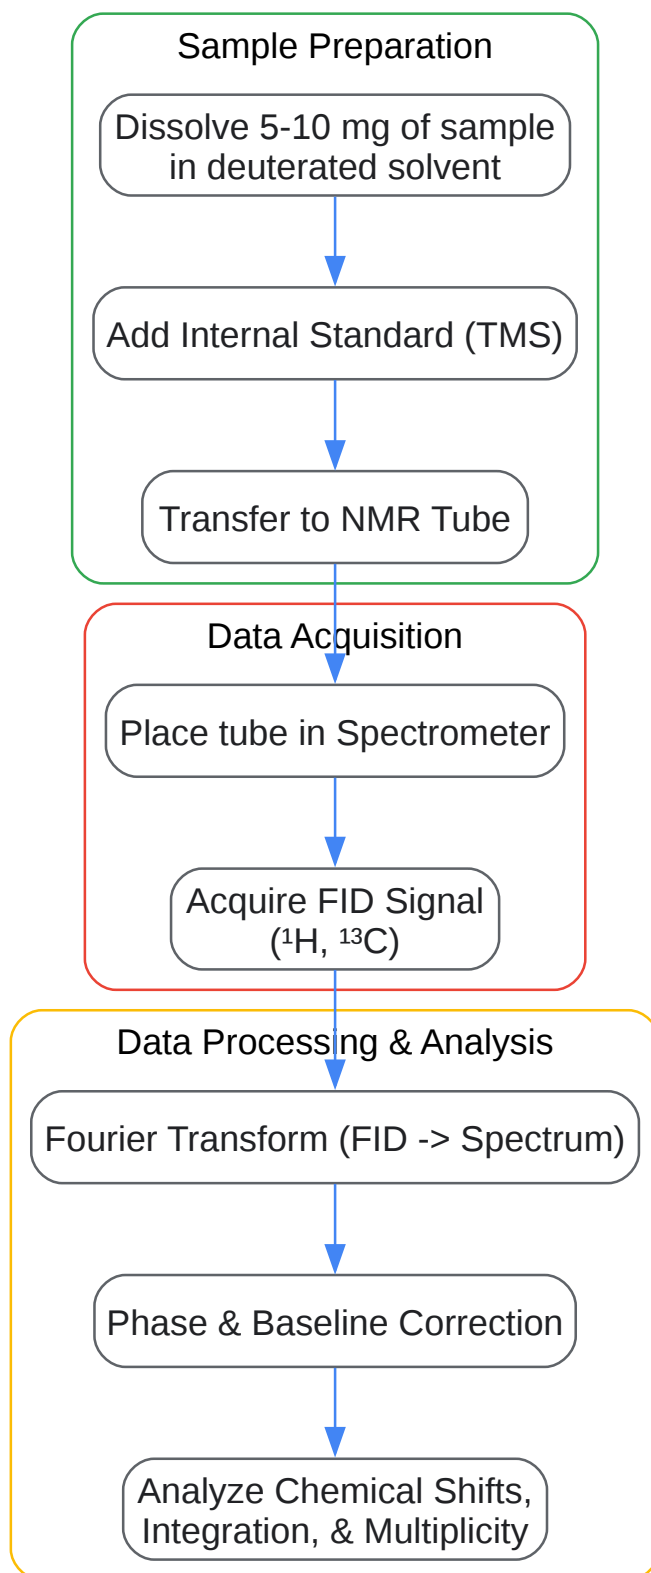 Sample Preparation
Dissolve 5-10 mg of sample
in deuterated solvent
Add Internal Standard (TMS)
Transfer to NMR Tube
Data Acquisition
Place tube in Spectrometer
Acquire FID Signal
(¹H, ¹³C)
Data Processing & Analysis
Fourier Transform (FID -> Spectrum)
Phase & Baseline Correction
Analyze Chemical Shifts,
Integration, & Multiplicity